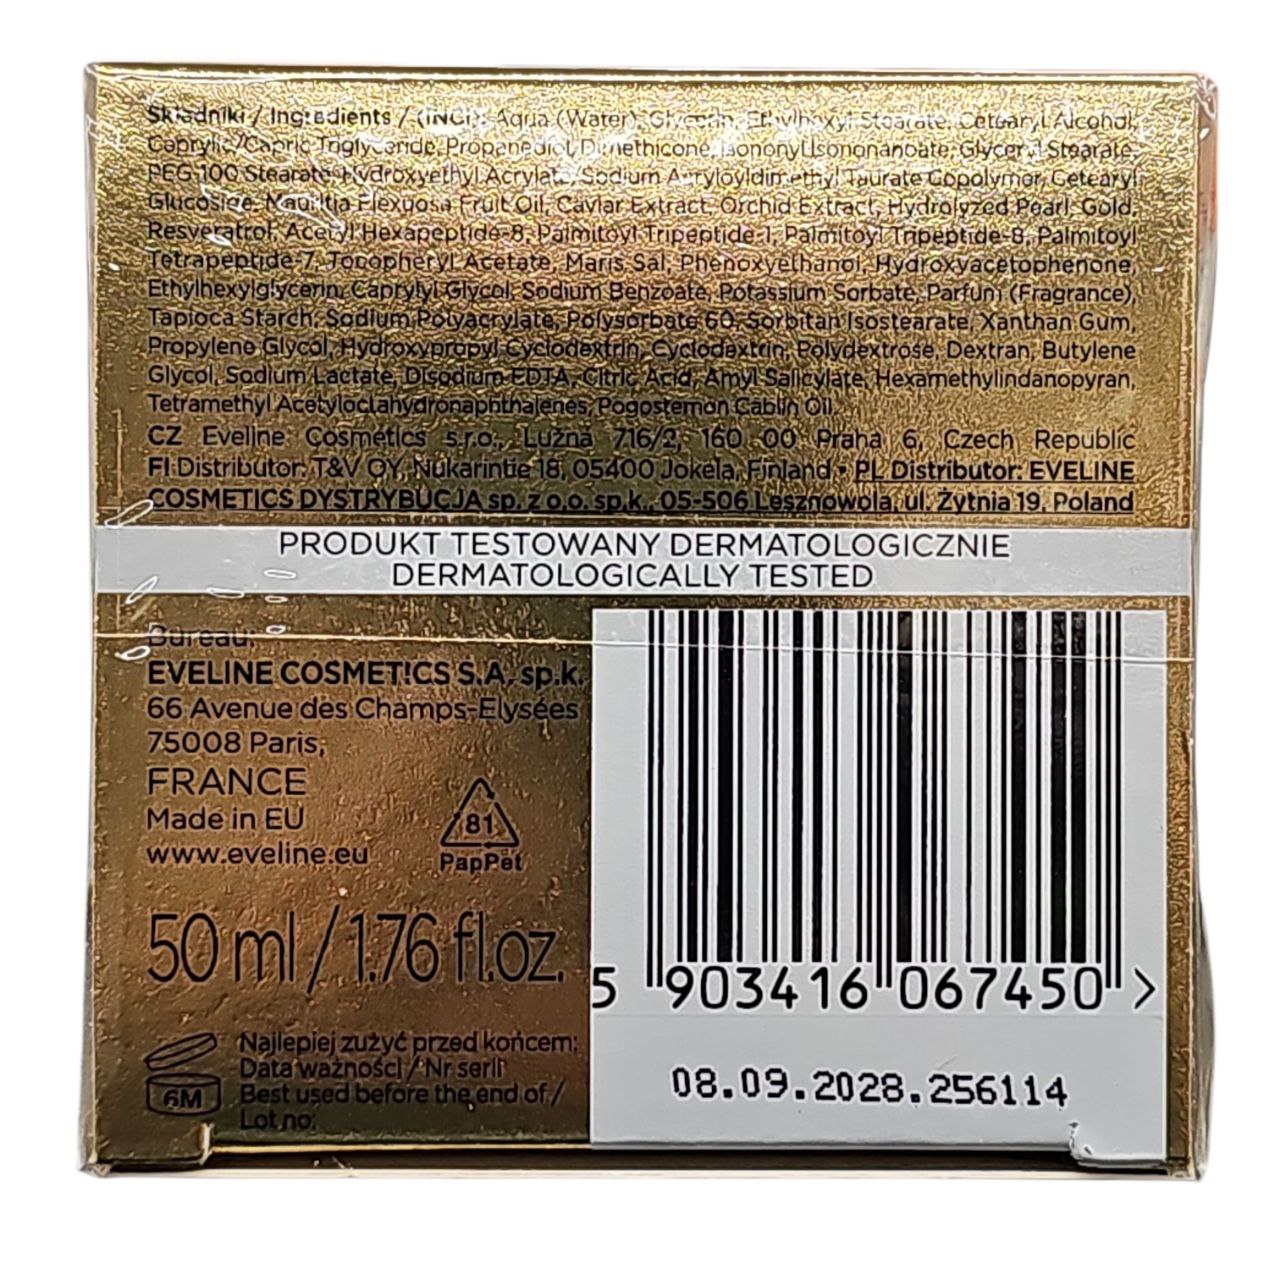 Składniki / Ingredients / (INCI): Aqua (Water), Glycerin, Ethylhexyl Stearate, Cetearyl Alcohol,
Caprylic/Capric Triglyceride, Propanediol, Dimethicone, Isononyl Isononanoate, Glyceryl Stearate,
PEG-100 Stearate, Hydroxyethyl Acrylate, Sodium Acryloyldimethyl Taurate Copolymer, Cetearyl
Glucoside, Mauritia Flexuosa Fruit Oil, Caviar Extract, Orchid Extract, Hydrolyzed Pearl, Gold,
Resveratrol, Acetyl Hexapeptide-8, Palmitoyl Tripeptide-1, Palmitoyl Tripeptide-8, Palmitoyl
Tetrapeptide-7, Tocopheryl Acetate, Maris Sal, Phenoxyethanol, Hydroxyacetophenone,
Ethylhexylglycerin, Caprylyl Glycol, Sodium Benzoate, Potassium Sorbate, Parfum (Fragrance),
Tapioca Starch, Sodium Polyacrylate, Polysorbate 60, Sorbitan Isostearate, Xanthan Gum,
Propylene Glycol, Hydroxypropyl Cyclodextrin, Cyclodextrin, Polydextrose, Dextran, Butylene
Glycol, Sodium Lactate, Disodium EDTA, Citric Acid, Amyl Salicylate, Hexamethylindanopyran,
Tetramethyl Acetyloctahydronaphthalenes, Pogostemon Cablin Oil.
CZ Eveline Cosmetics s.r.o., Lužná 716/2, 160 00 Praha 6, Czech Republic
FI Distributor: T&V OY, Nukarintie 18, 05400 Jokela, Finland • PL Distributor: EVELINE
COSMETICS DYSTRYBUCJA sp. z o.o. sp.k., 05-506 Lesznowola, ul. Żytnia 19, Poland
PRODUKT TESTOWANY DERMATOLOGICZNIE
DERMATOLOGICALLY TESTED
Bureau:
EVELINE COSMETICS S.A. sp.k.
66 Avenue des Champs-Elysées
75008 Paris,
FRANCE
Made in EU
www.eveline.eu
81
PapPet
50 ml / 1.76 fl.oz.
5 903416 067450 >
6M
Najlepiej zużyć przed końcem:
Data ważności / Nr serii
Best used before the end of /
Lot no:
08.09.2028.256114